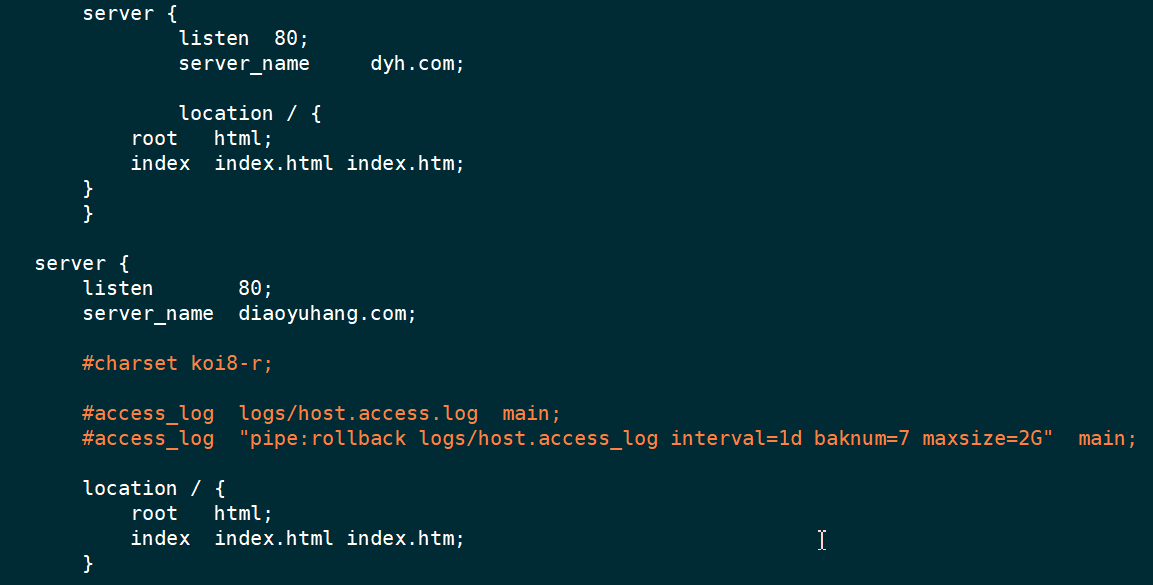 server {
listen  80;
server_name     dyh.com;
location / {
root   html;
index  index.html index.htm;
}
}
server {
listen       80;
server_name  diaoyuhang.com;
#charset koi8-r;
#access_log  logs/host.access.log  main;
#access_log  "pipe:rollback logs/host.access_log interval=1d baknum=7 maxsize=2G"  main;
location / {
root   html;
index  index.html index.htm;
}